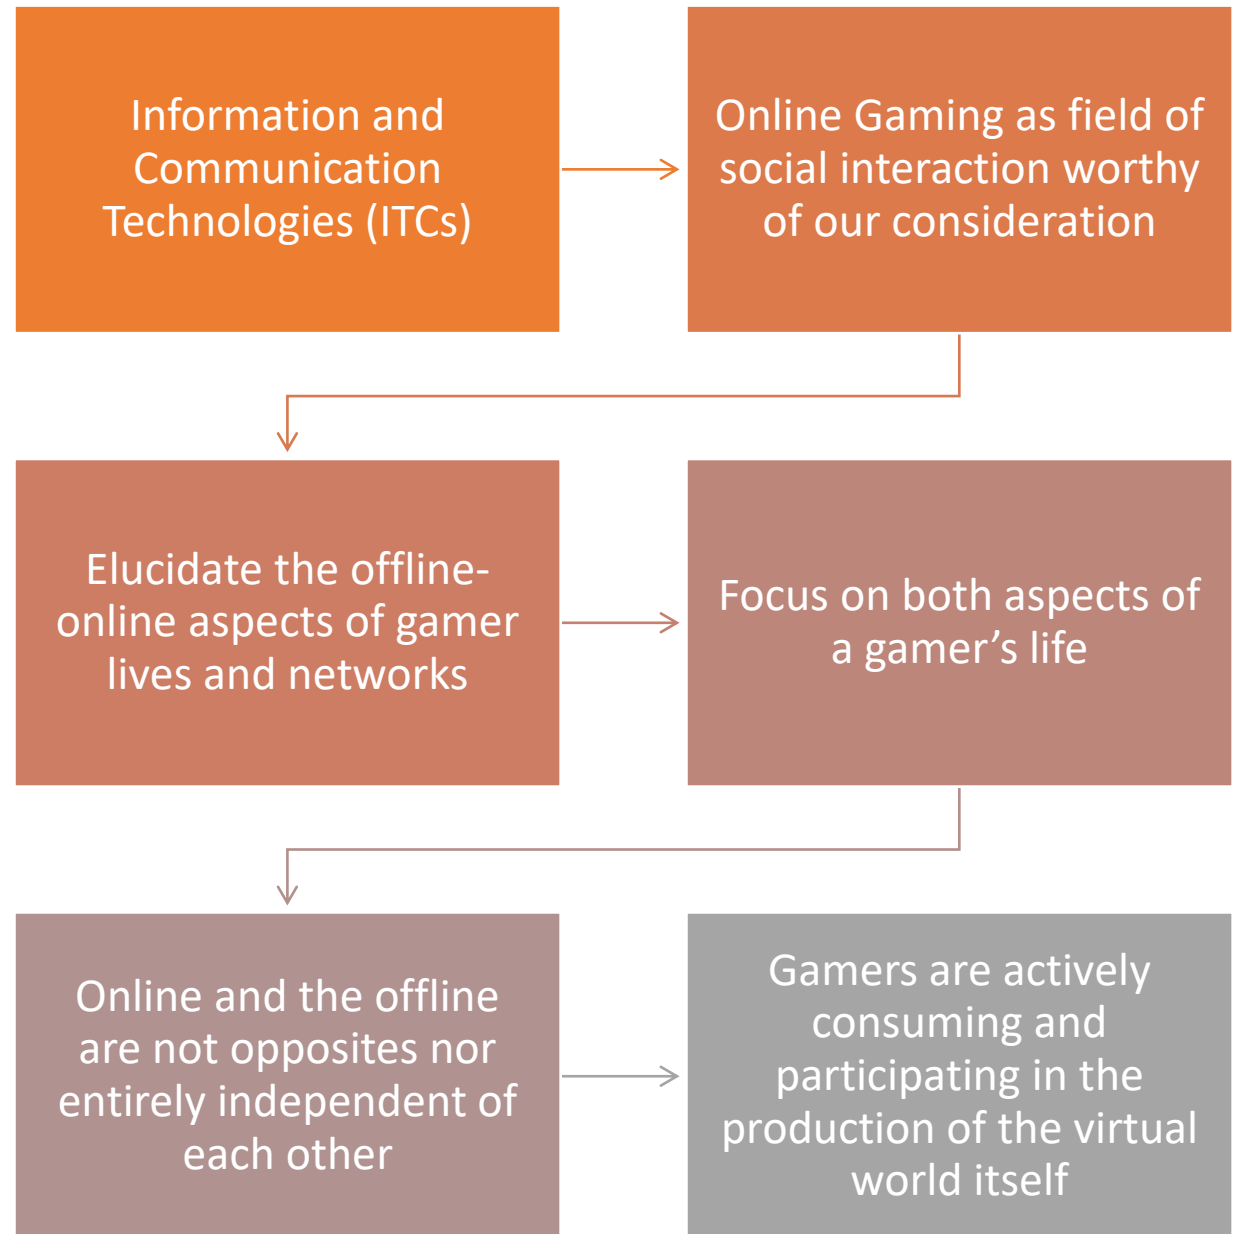 Information and
Communication
Technologies (ITCs)
Online Gaming as field of
social interaction worthy
of our consideration
Elucidate the offline-
online aspects of gamer
lives and networks
Focus on both aspects of
a gamer’s life
Online and the offline
are not opposites nor
entirely independent of
each other
Gamers are actively
consuming and
participating in the
production of the virtual
world itself